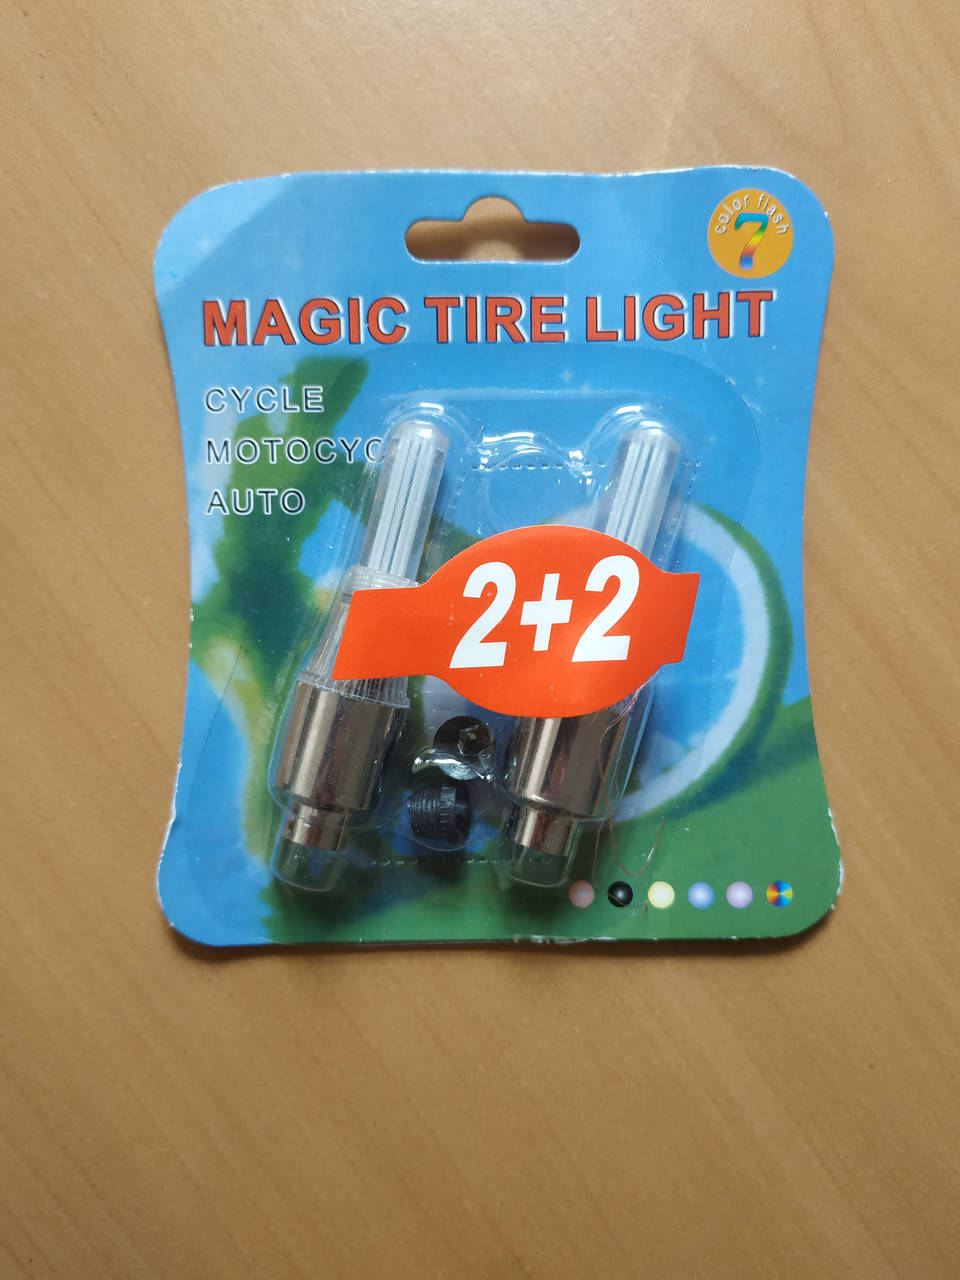 color flash
7
MAGIC TIRE LIGHT
CYCLE
MOTOCYC
AUTO
2+2